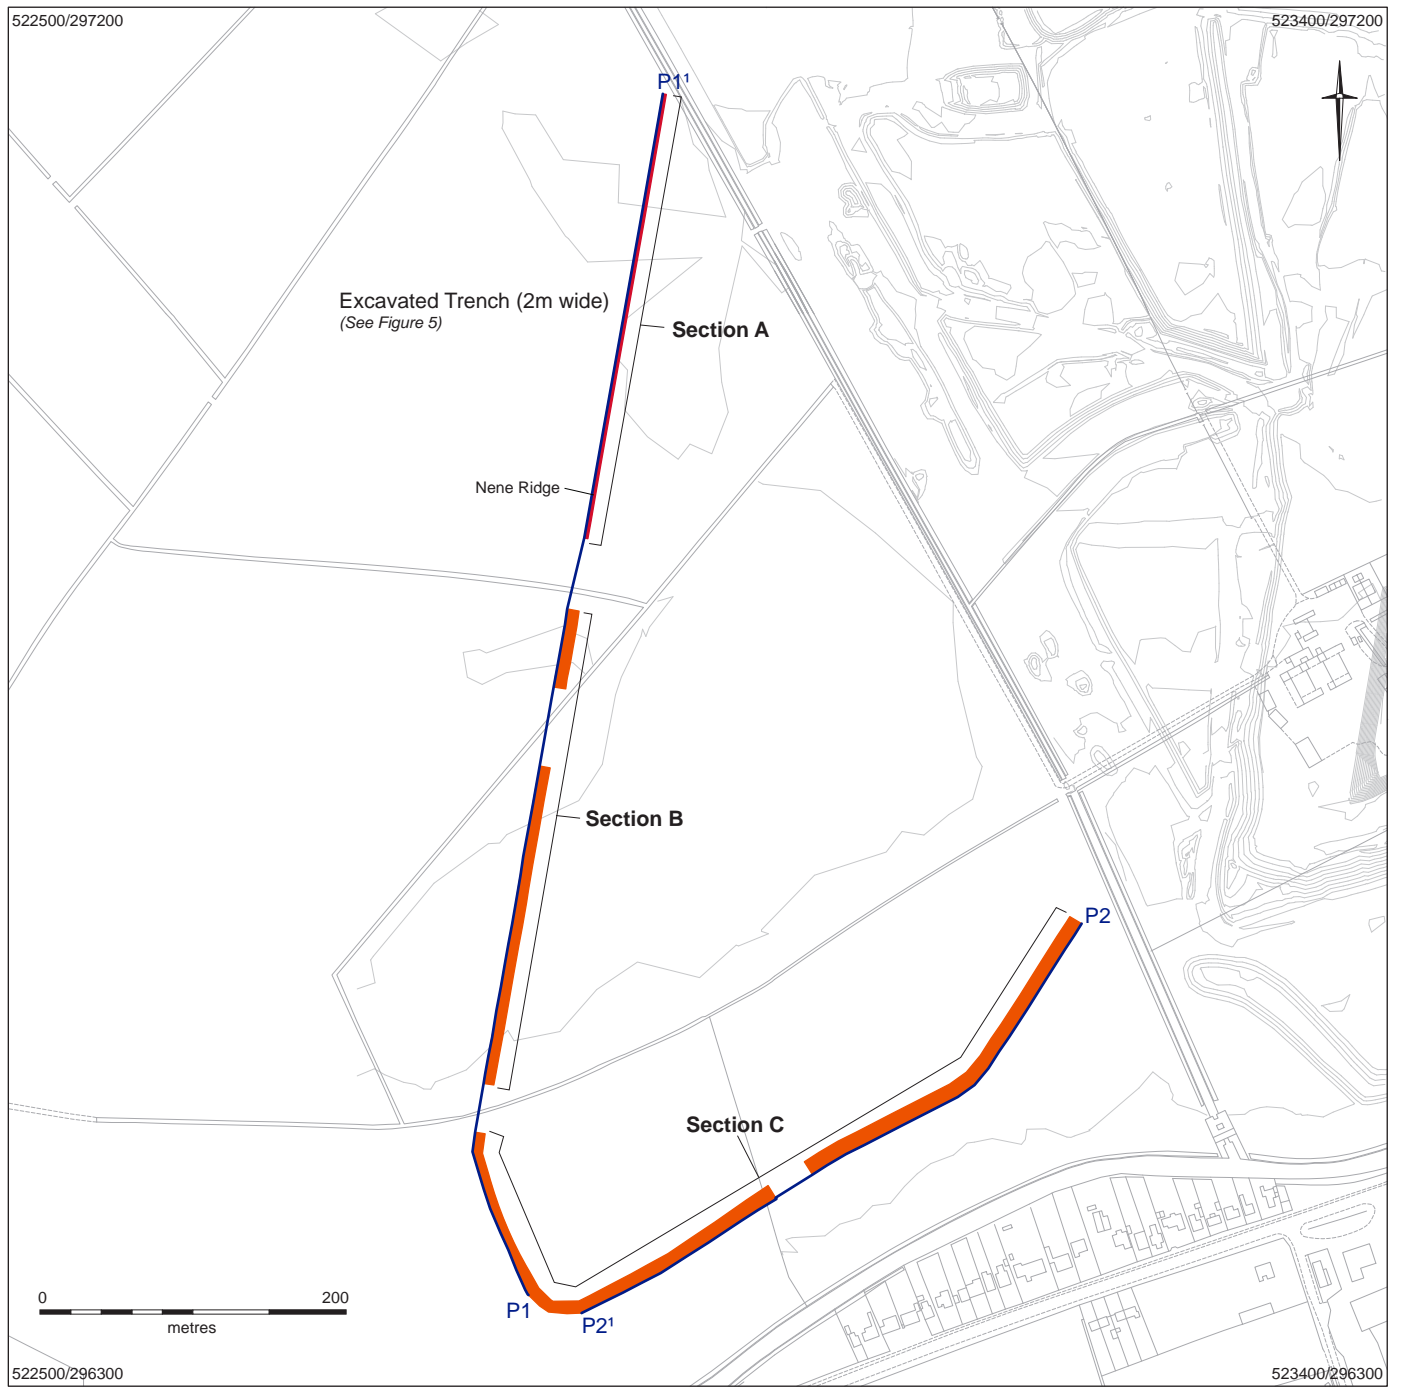 522500/297200
523400/297200
P1¹
Excavated Trench (2m wide)
(See Figure 5)
Section A
Nene Ridge
Section B
P2
Section C
0
200
metres
P1
P2¹
522500/296300
523400/296300